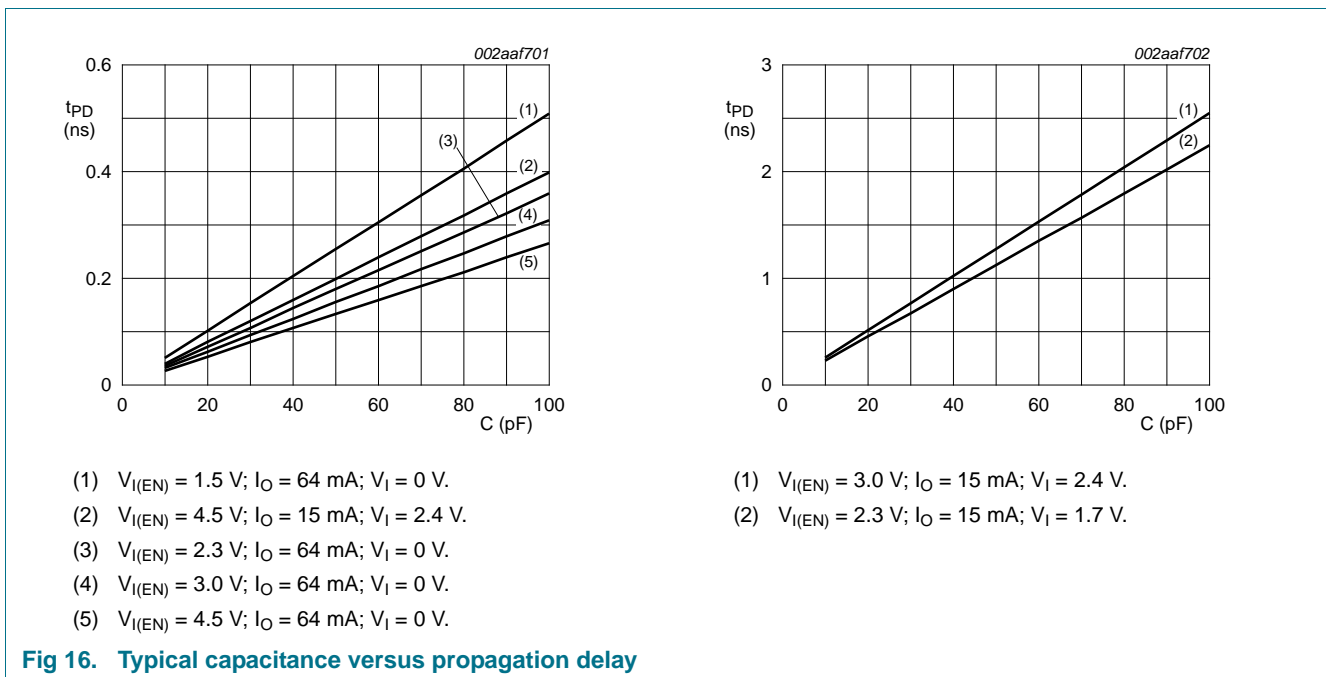 002aaf701
0.6
tPD
(ns)
0.4
0.2
0
0 20 40 60 80 100
C (pF)
(1)
(3)
(2)
(4)
(5)
(1) VI(EN) = 1.5 V; IO = 64 mA; VI = 0 V.
(2) VI(EN) = 4.5 V; IO = 15 mA; VI = 2.4 V.
(3) VI(EN) = 2.3 V; IO = 64 mA; VI = 0 V.
(4) VI(EN) = 3.0 V; IO = 64 mA; VI = 0 V.
(5) VI(EN) = 4.5 V; IO = 64 mA; VI = 0 V.
002aaf702
3
tPD
(ns)
2
1
0
0 20 40 60 80 100
C (pF)
(1)
(2)
(1) VI(EN) = 3.0 V; IO = 15 mA; VI = 2.4 V.
(2) VI(EN) = 2.3 V; IO = 15 mA; VI = 1.7 V.
Fig 16. Typical capacitance versus propagation delay